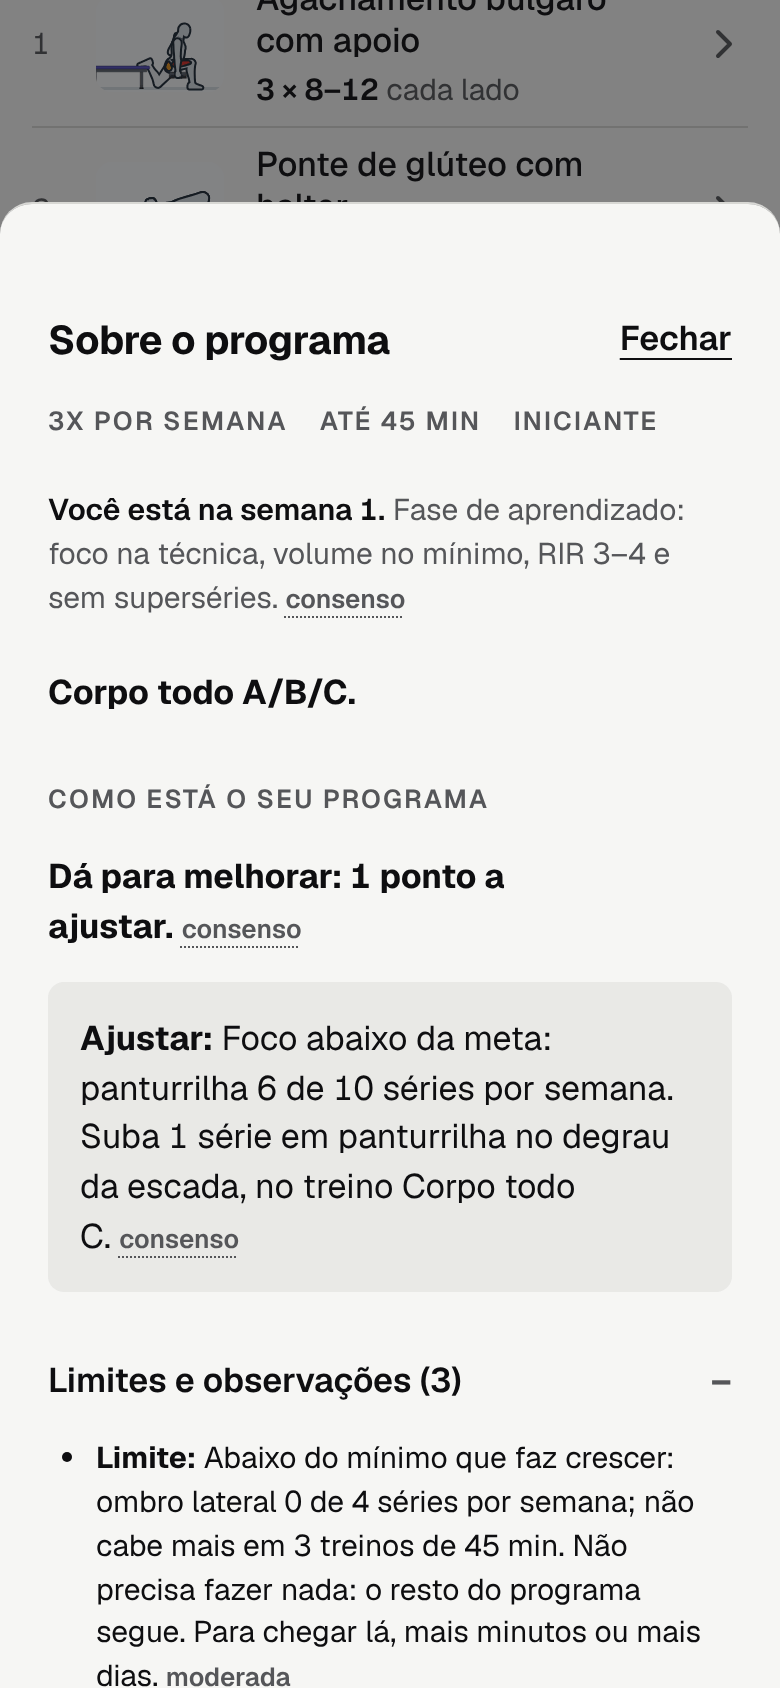 Agachamento búlgaro
1
com apoio
3 × 8–12 cada lado
Ponte de glúteo com
Sobre o programa
Fechar
3X POR SEMANA ATÉ 45 MIN INICIANTE
Você está na semana 1. Fase de aprendizado:
foco na técnica, volume no mínimo, RIR 3–4 e
sem superséries. consenso
Corpo todo A/B/C.
COMO ESTÁ O SEU PROGRAMA
Dá para melhorar: 1 ponto a
ajustar. consenso
Ajustar: Foco abaixo da meta:
panturrilha 6 de 10 séries por semana.
Suba 1 série em panturrilha no degrau
da escada, no treino Corpo todo
C. consenso
Limites e observações (3) –
• Limite: Abaixo do mínimo que faz crescer:
ombro lateral 0 de 4 séries por semana; não
cabe mais em 3 treinos de 45 min. Não
precisa fazer nada: o resto do programa
segue. Para chegar lá, mais minutos ou mais
dias. moderada